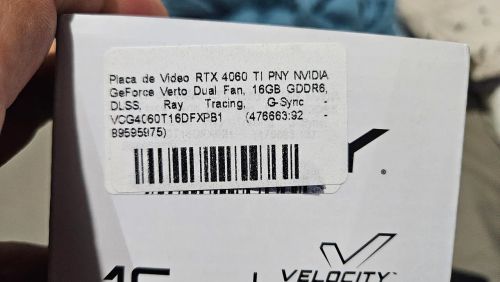 Placa de Video RTX 4060 TI PNY NVIDIA
GeForce Verto Dual Fan, 16GB GDDR6,
DLSS, Ray Tracing, G-Sync -
VCG4060T16DFXPB1 (476663:92 -
89595975)
Y.
VELOCITY